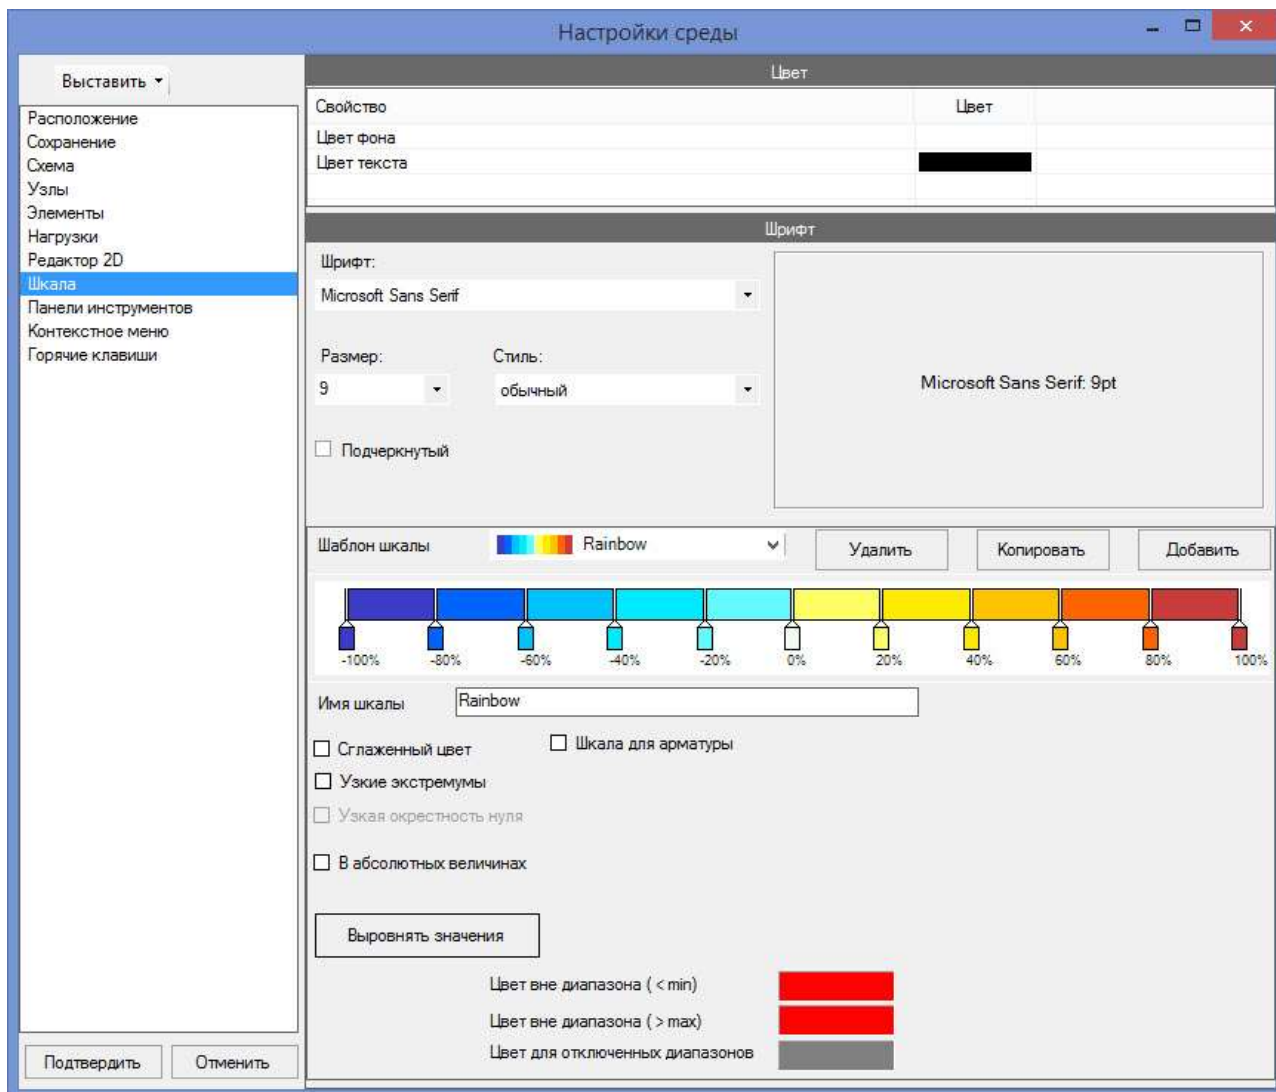 Настройки среды
Выставить
Расположение
Сохранение
Схема
Узлы
Элементы
Нагрузки
Редактор 2D
Шкала
Панели инструментов
Контекстное меню
Горячие клавиши
Подтвердить Отменить
Цвет
Свойство Цвет
Цвет фона
Цвет текста
Шрифт
Шрифт:
Microsoft Sans Serif
Размер: Стиль:
9 обычный
Подчеркнутый
Microsoft Sans Serif: 9pt
Шаблон шкалы Rainbow Удалить Копировать Добавить
-100% -80% -60% -40% -20% 0% 20% 40% 60% 80% 100%
Имя шкалы Rainbow
Сглаженный цвет Шкала для арматуры
Узкие экстремумы
Узкая окрестность нуля
В абсолютных величинах
Выровнять значения
Цвет вне диапазона ( < min)
Цвет вне диапазона ( > max)
Цвет для отключенных диапазонов